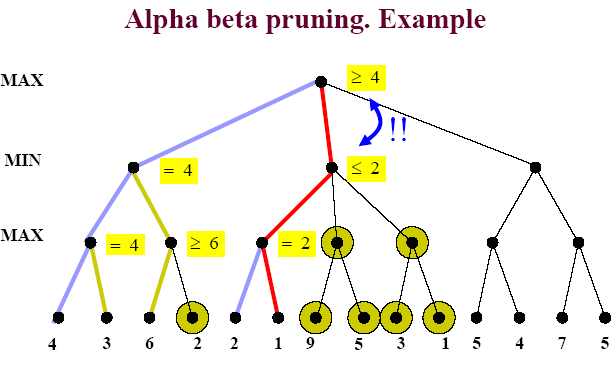 Alpha beta pruning. Example
MAX
≥ 4
!!
MIN
= 4
≤ 2
MAX
= 4
≥ 6
= 2
4 3 6 2 2 1 9 5 3 1 5 4 7 5